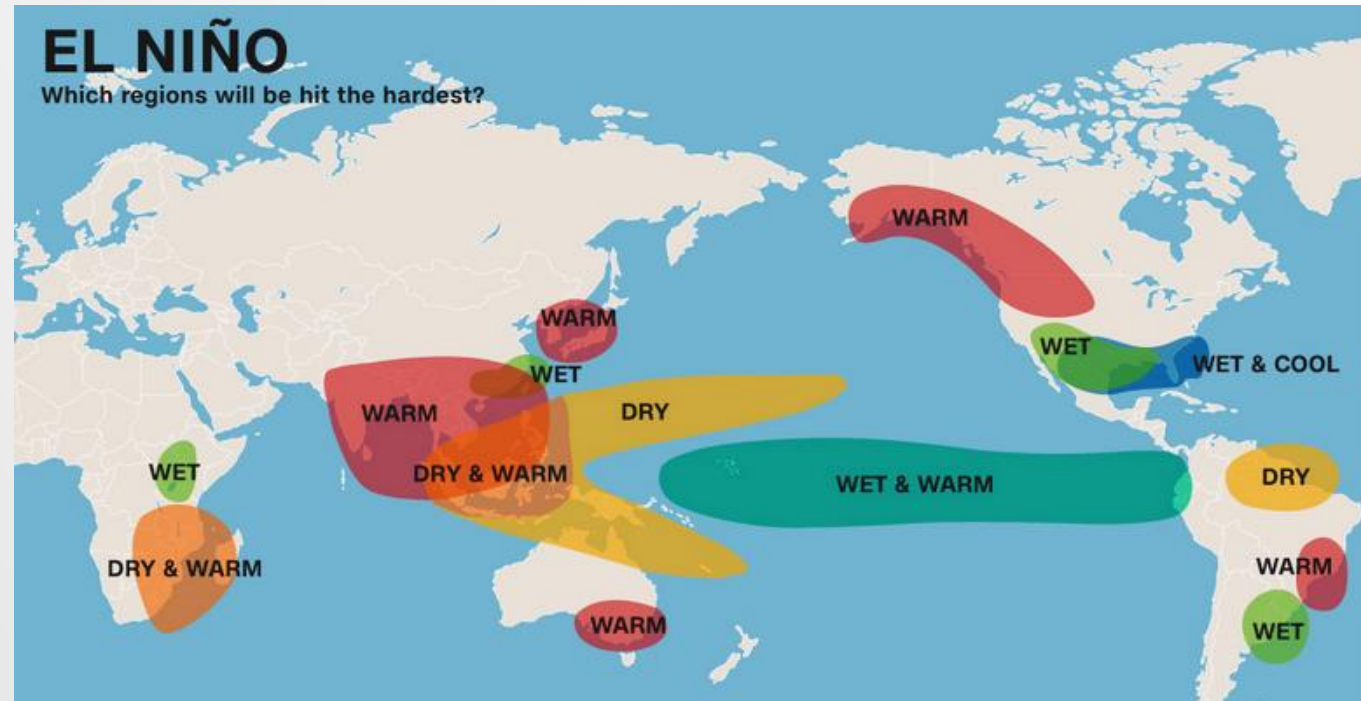 EL NIÑO
Which regions will be hit the hardest?
WARM
WARM
WET
WET & COOL
WET
WARM
DRY
WET
DRY & WARM
WET & WARM
DRY
DRY & WARM
WARM
WARM
WET